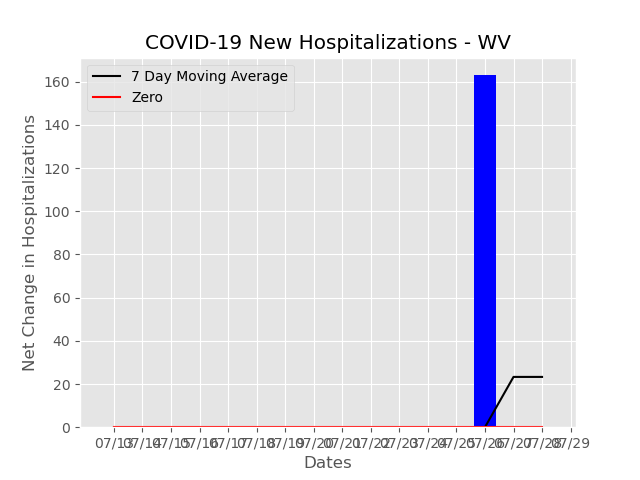 COVID-19 New Hospitalizations - WV
7 Day Moving Average
Zero
Net Change in Hospitalizations
160
140
120
100
80
60
40
20
0
07/13 07/14 07/15 07/16 07/17 07/18 07/19 07/20 07/21 07/22 07/23 07/24 07/25 07/26 07/27 07/28 07/29
Dates